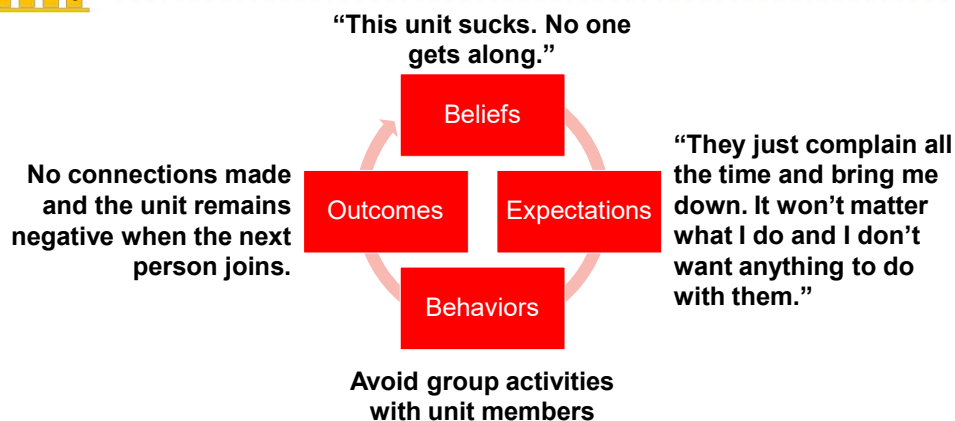 “This unit sucks. No one
gets along.”
Beliefs
“They just complain all
the time and bring me
down. It won’t matter
what I do and I don’t
want anything to do
with them.”
Expectations
Behaviors
Avoid group activities
with unit members
Outcomes
No connections made
and the unit remains
negative when the next
person joins.